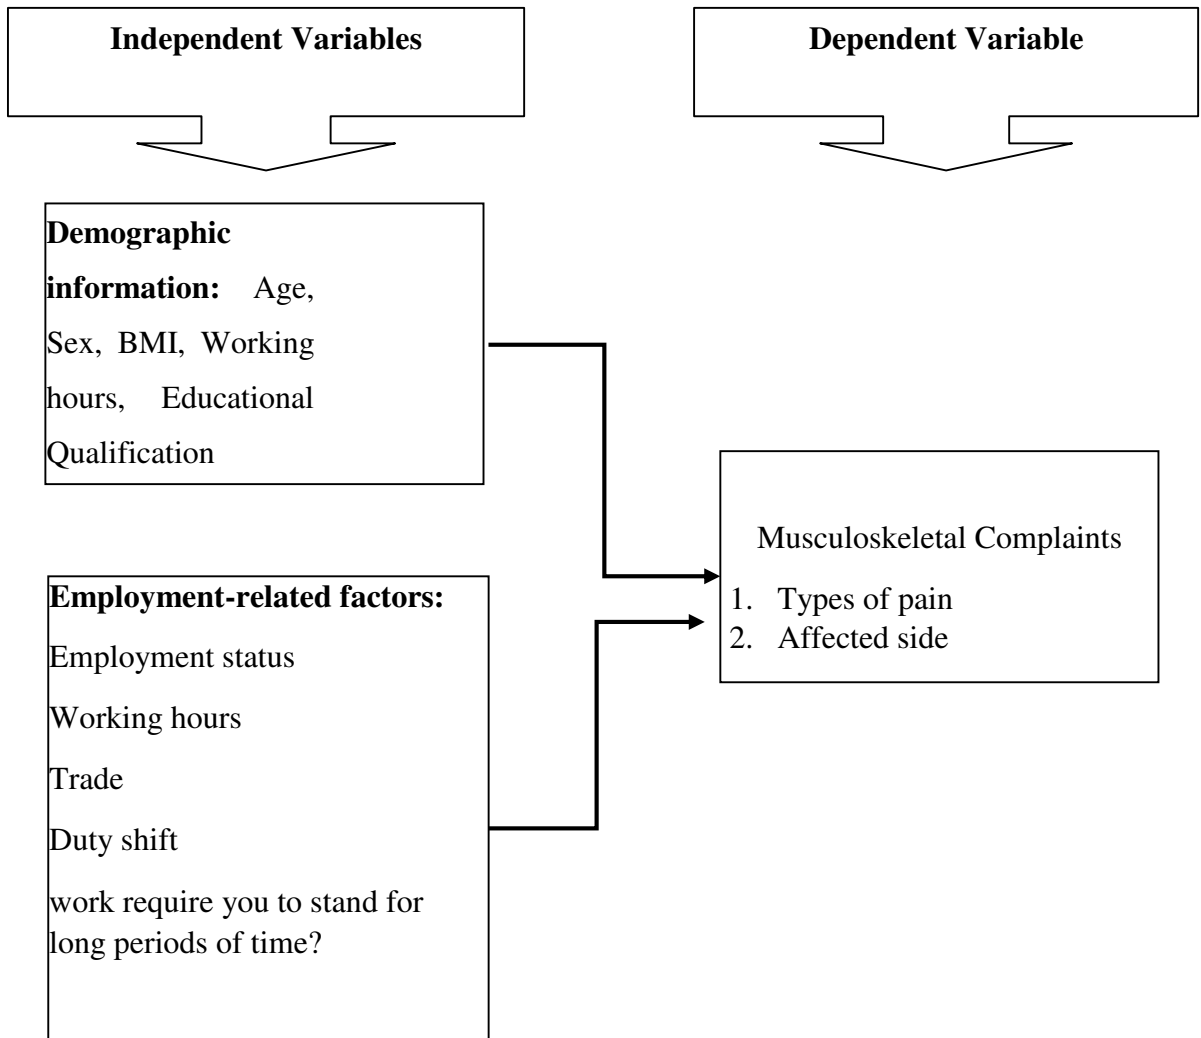 Independent Variables
Dependent Variable
Demographic
information: Age,
Sex, BMI, Working
hours, Educational
Qualification
Employment-related factors:
Employment status
Working hours
Trade
Duty shift
work require you to stand for
long periods of time?
Musculoskeletal Complaints
1. Types of pain
2. Affected side